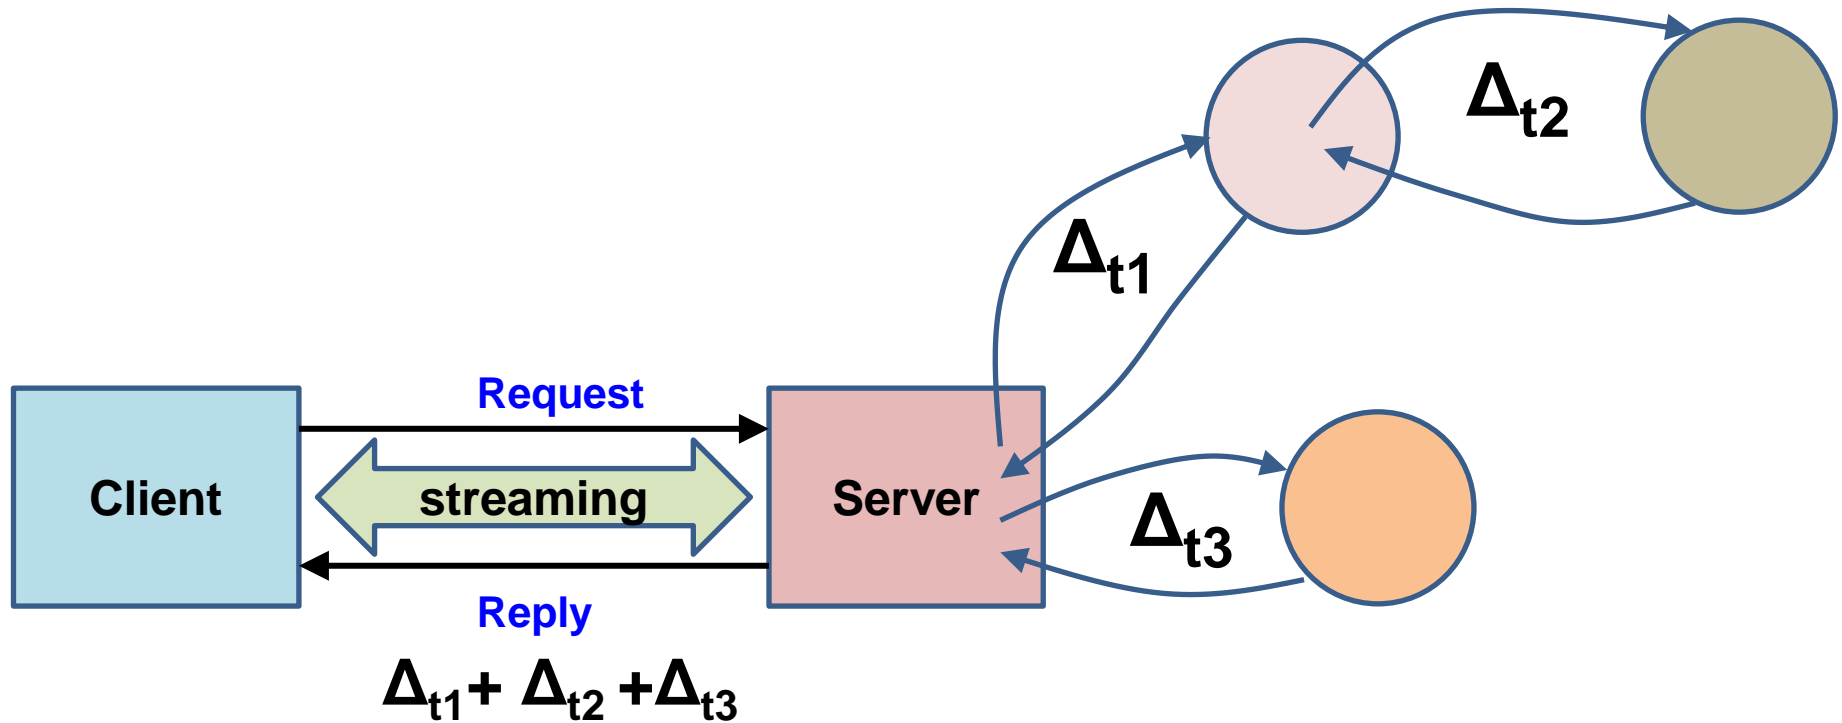 Δt2
Δt1
Request
Client
streaming
Server
Δt3
Reply
Δt1+ Δt2 +Δt3